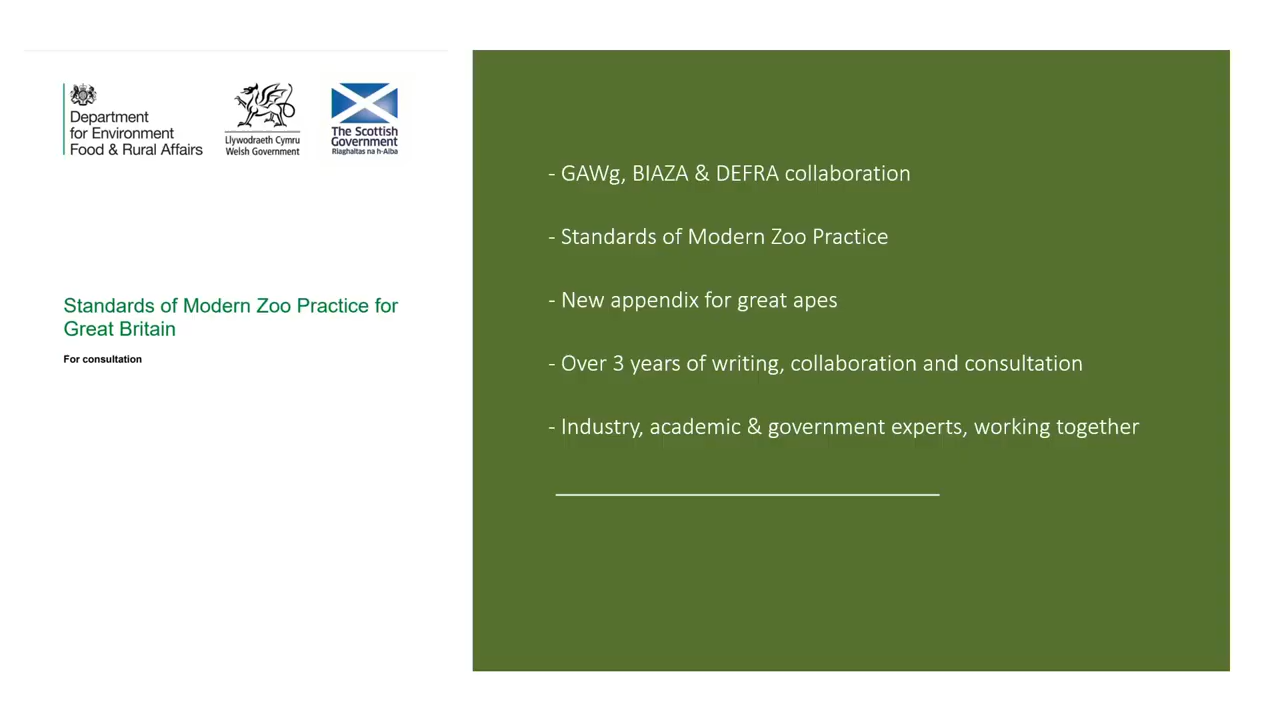 Department
for Environment
Food & Rural Affairs
Llywodraeth Cymru
Welsh Government
The Scottish
Government
Riaghaltas na h-Alba
Standards of Modern Zoo Practice for
Great Britain
For consultation
- GAWg, BIAZA & DEFRA collaboration
- Standards of Modern Zoo Practice
- New appendix for great apes
- Over 3 years of writing, collaboration and consultation
- Industry, academic & government experts, working together